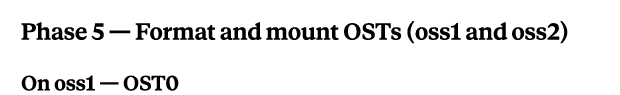 Phase 5 — Format and mount OSTs (oss1 and oss2)
On oss1 — OST0